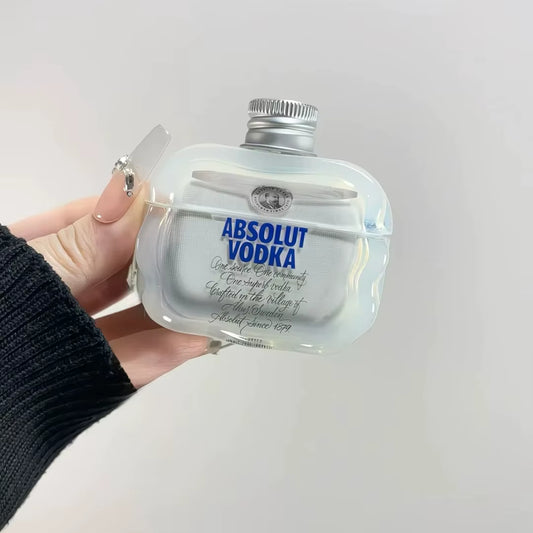 ABSOLUT
VODKA
One source One community
One superb vodka
Crafted in the village of
Åhus, Sweden
Absolut Since 1879